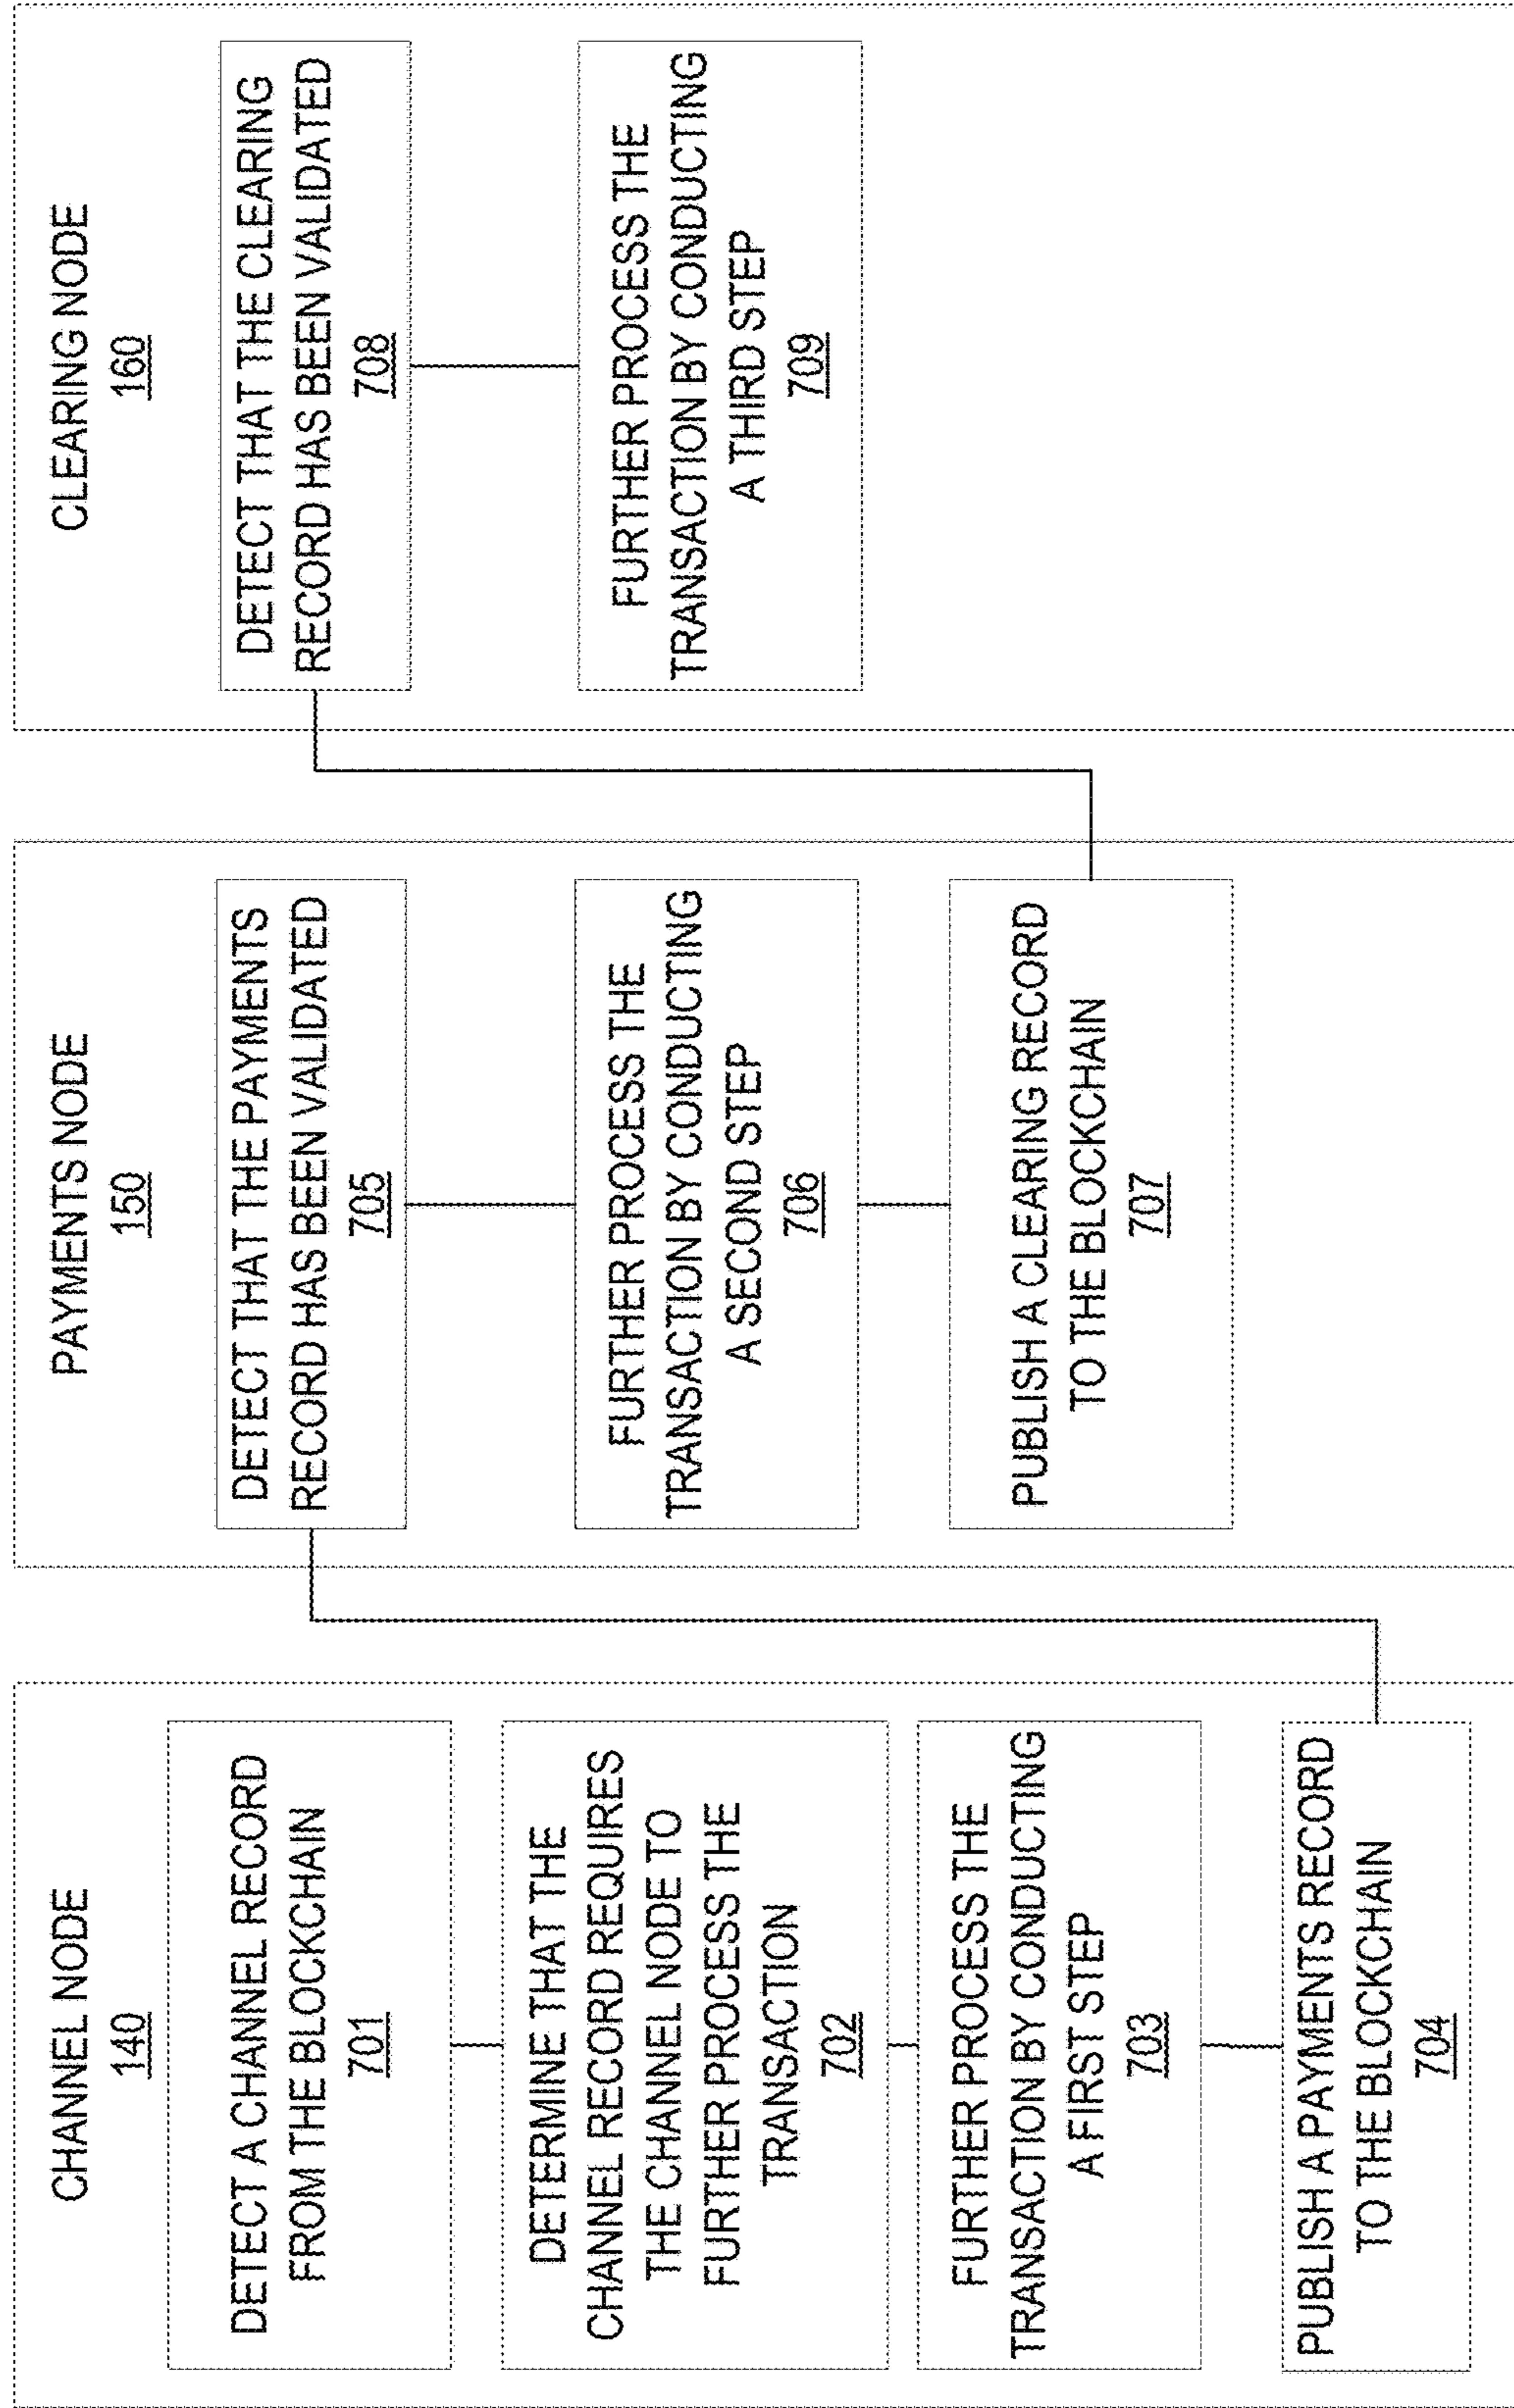 CHANNEL NODE
140
DETECT A CHANNEL RECORD
FROM THE BLOCKCHAIN
701
DETERMINE THAT THE
CHANNEL RECORD REQUIRES
THE CHANNEL NODE TO
FURTHER PROCESS THE
TRANSACTION
702
FURTHER PROCESS THE
TRANSACTION BY CONDUCTING
A FIRST STEP
703
PUBLISH A PAYMENTS RECORD
TO THE BLOCKCHAIN
704
PAYMENTS NODE
150
DETECT THAT THE PAYMENTS
RECORD HAS BEEN VALIDATED
705
FURTHER PROCESS THE
TRANSACTION BY CONDUCTING
A SECOND STEP
706
PUBLISH A CLEARING RECORD
TO THE BLOCKCHAIN
707
CLEARING NODE
160
DETECT THAT THE CLEARING
RECORD HAS BEEN VALIDATED
708
FURTHER PROCESS THE
TRANSACTION BY CONDUCTING
A THIRD STEP
709